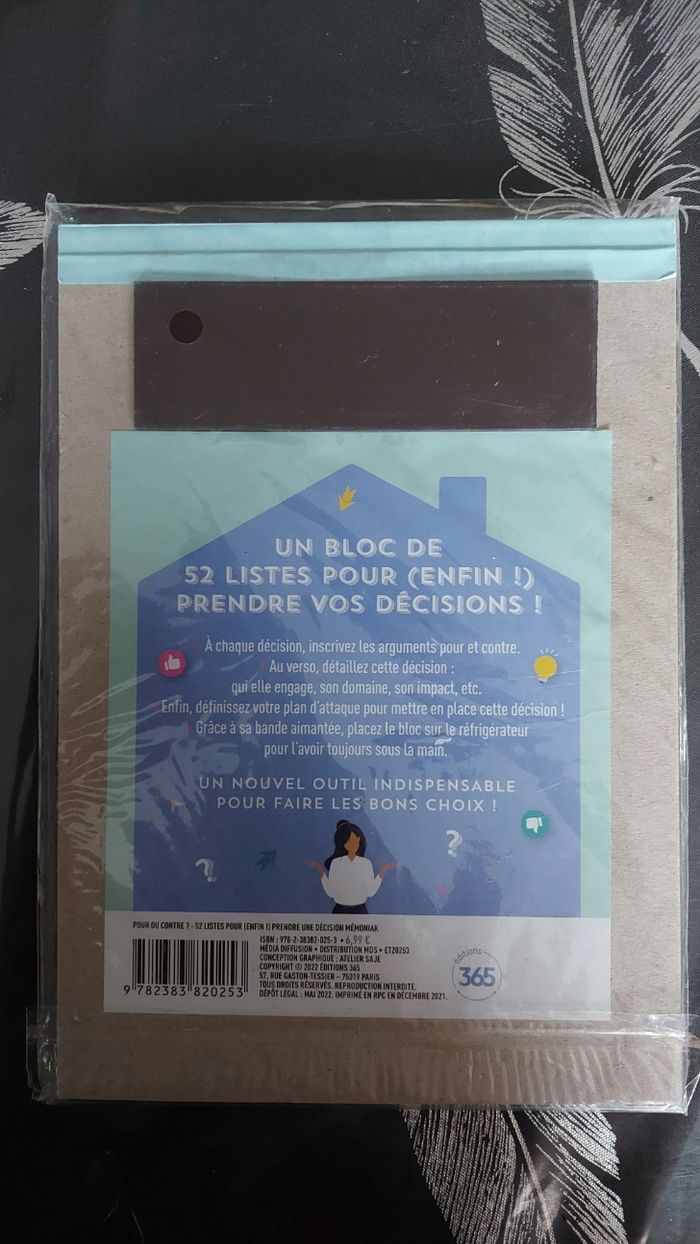 UN BLOC DE
52 LISTES POUR (ENFIN !)
PRENDRE VOS DÉCISIONS !
• À chaque décision, inscrivez les arguments pour et contre.
• Au verso, détaillez cette décision :
qui elle engage, son domaine, son impact, etc.
• Enfin, définissez votre plan d'attaque pour mettre en place cette décision !
• Grâce à sa bande aimantée, placez le bloc sur le réfrigérateur
pour l'avoir toujours sous la main.
UN NOUVEL OUTIL INDISPENSABLE
POUR FAIRE LES BONS CHOIX !
?
?
POUR OU CONTRE ? - 52 LISTES POUR (ENFIN !) PRENDRE UNE DÉCISION MÉMONIAK
ISBN : 978-2-38382-025-3 • 6,99 €
MÉDIA DIFFUSION • DISTRIBUTION MDS • ET20253
CONCEPTION GRAPHIQUE : ATELIER SAJE
COPYRIGHT © 2022 ÉDITIONS 365
57, RUE GASTON-TESSIER - 75019 PARIS
TOUS DROITS RÉSERVÉS. REPRODUCTION INTERDITE.
DÉPÔT LÉGAL : MAI 2022. IMPRIMÉ EN RPC EN DÉCEMBRE 2021.
9 782383 820253
éditions
365